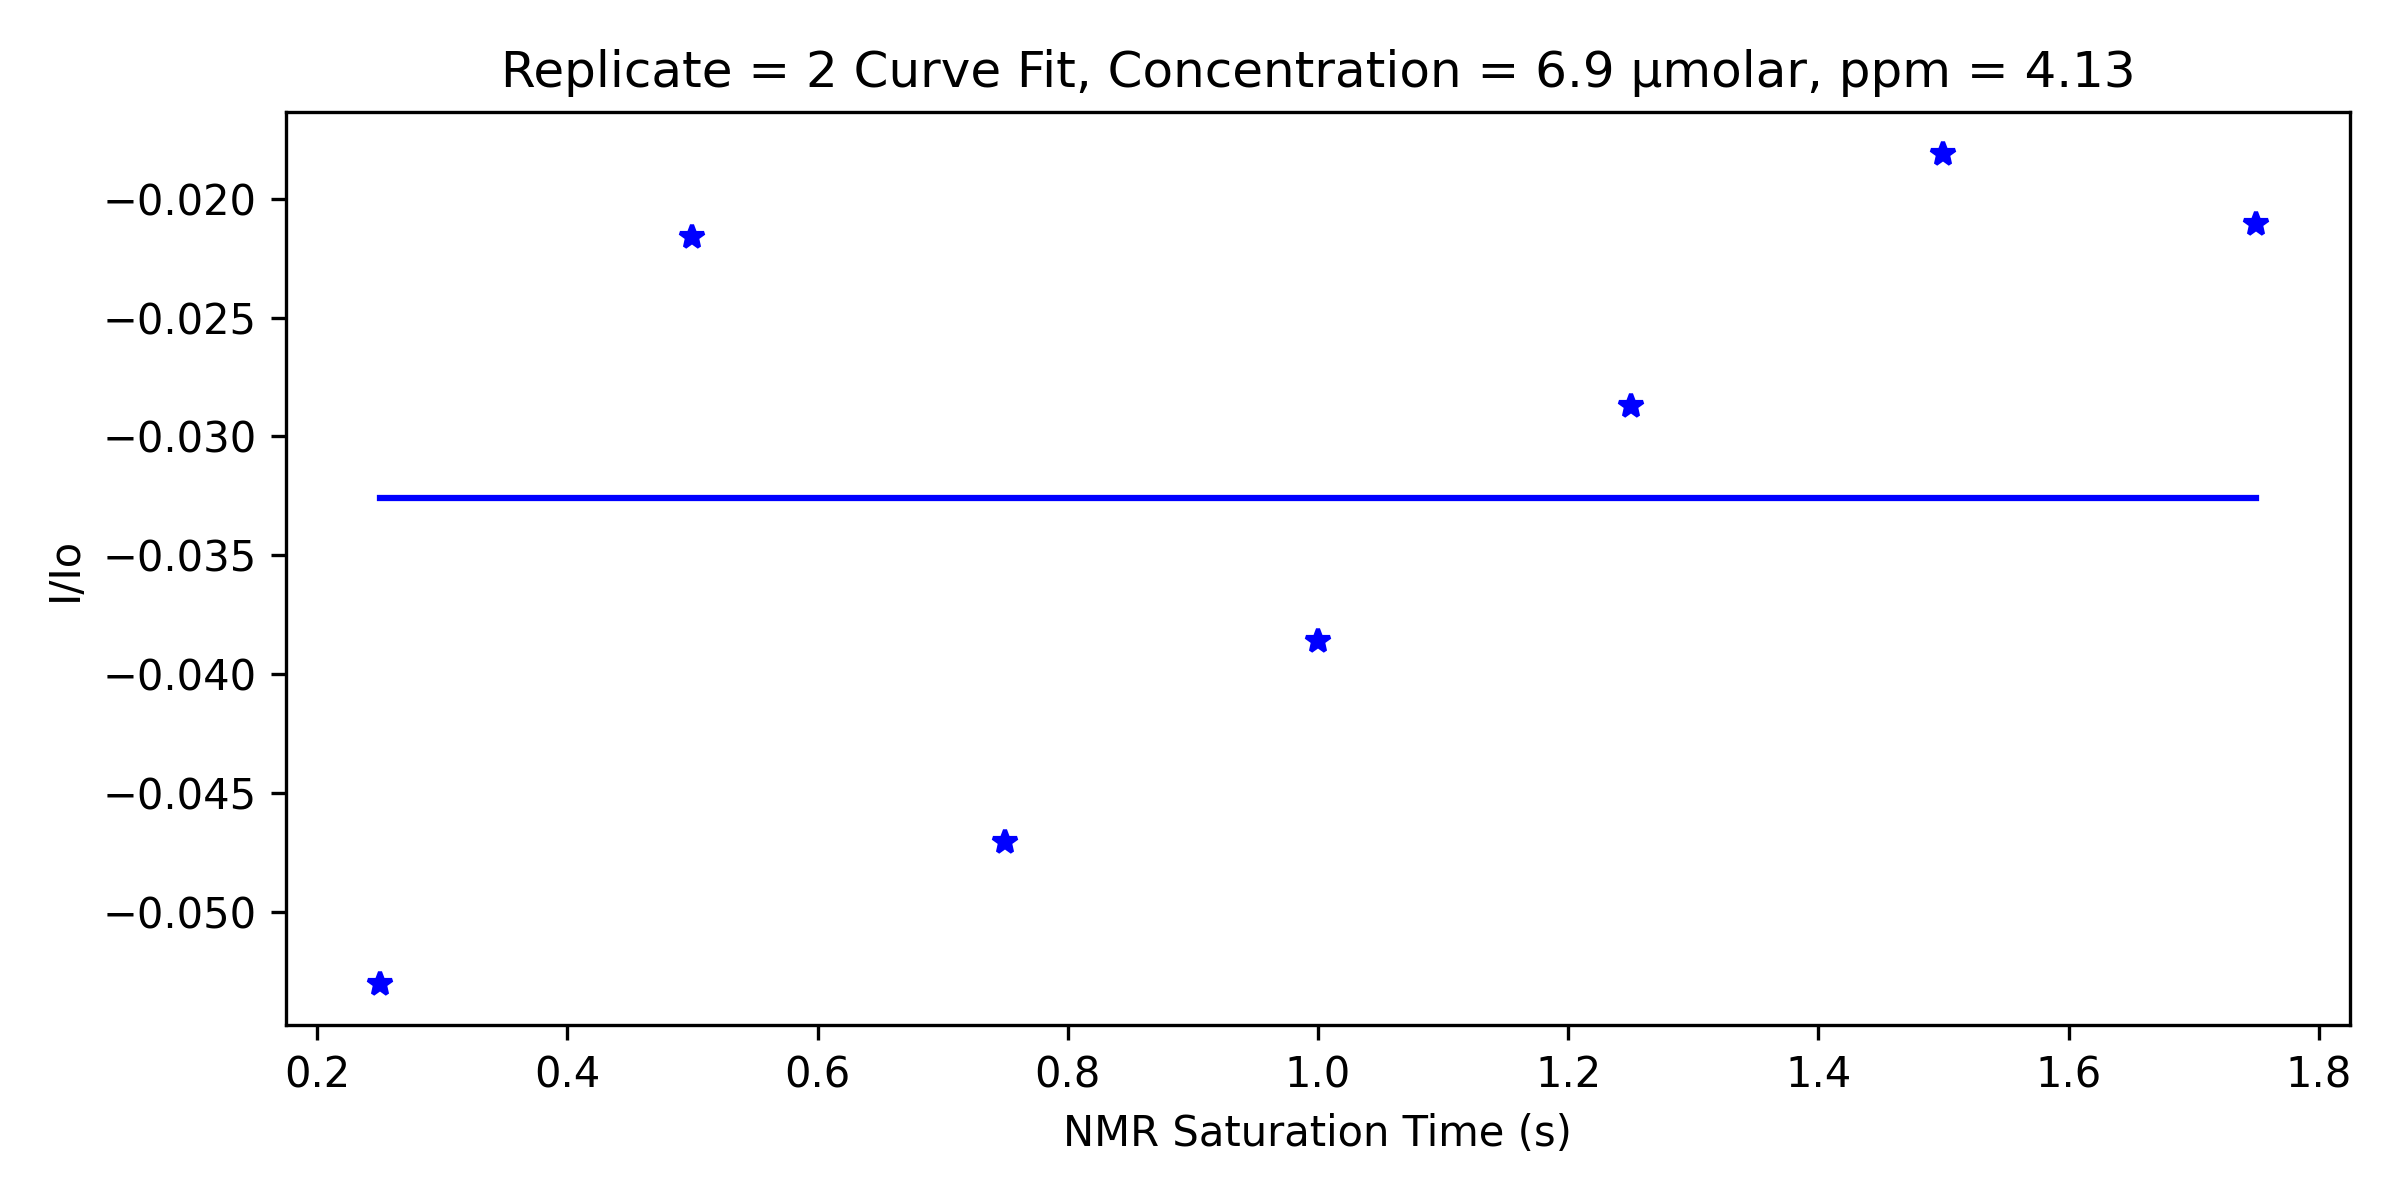 Replicate = 2 Curve Fit, Concentration = 6.9 μmolar, ppm = 4.13
I/Io
−0.020
−0.025
−0.030
−0.035
−0.040
−0.045
−0.050
0.2 0.4 0.6 0.8 1.0 1.2 1.4 1.6 1.8
NMR Saturation Time (s)